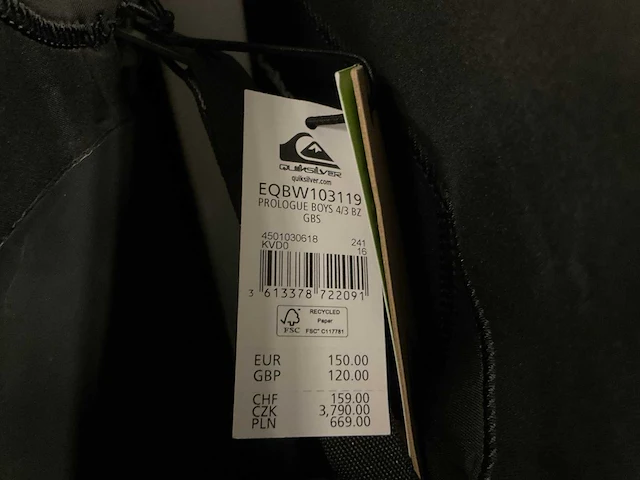 QUIKSILVER
quiksilver.com
EQBW103119
PROLOGUE BOYS 4/3 BZ
GBS
4501030618 241
KVD0 16
3 613378 722091
FSC RECYCLED
Paper
FSC® C117781
EUR 150.00
GBP 120.00
CHF 159.00
CZK 3,790.00
PLN 669.00